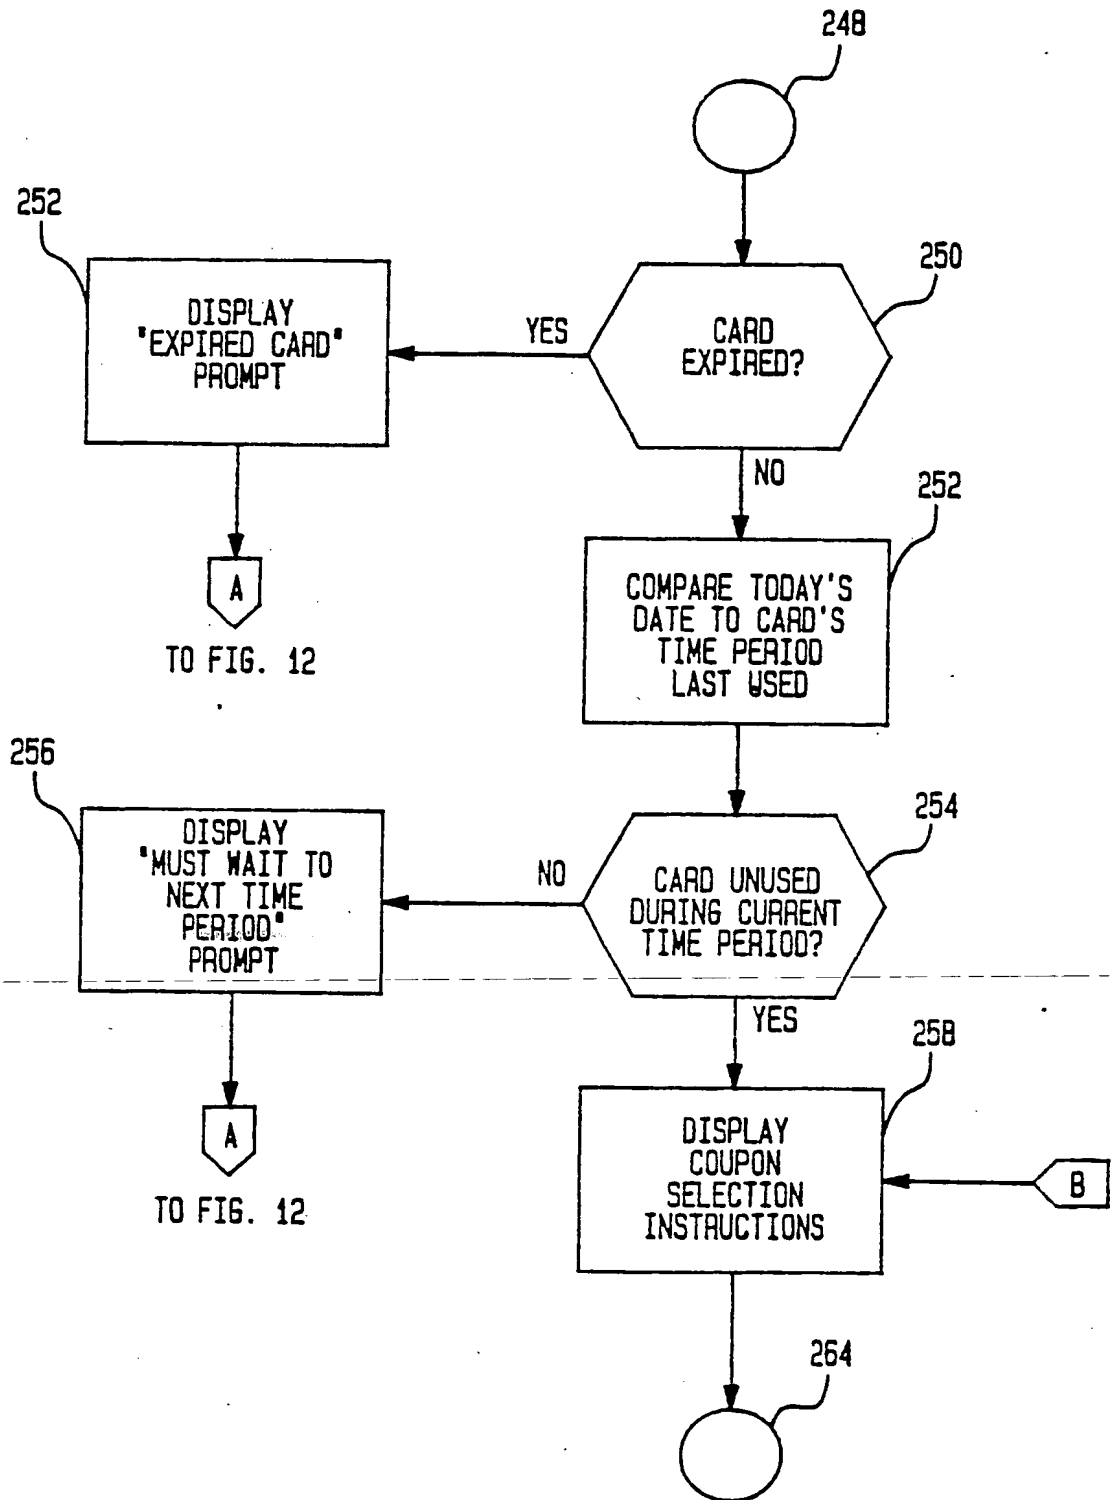 248
252
250
DISPLAY
"EXPIRED CARD"
PROMPT
YES
CARD
EXPIRED?
NO
A
TO FIG. 12
252
COMPARE TODAY'S
DATE TO CARD'S
TIME PERIOD
LAST USED
256
254
DISPLAY
"MUST WAIT TO
NEXT TIME
PERIOD"
PROMPT
NO
CARD UNUSED
DURING CURRENT
TIME PERIOD?
YES
A
TO FIG. 12
258
DISPLAY
COUPON
SELECTION
INSTRUCTIONS
B
264